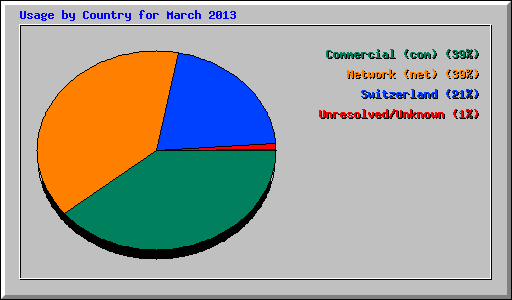 Usage by Country for March 2013
Commercial (com) (39%)
Network (net) (39%)
Switzerland (21%)
Unresolved/Unknown (1%)